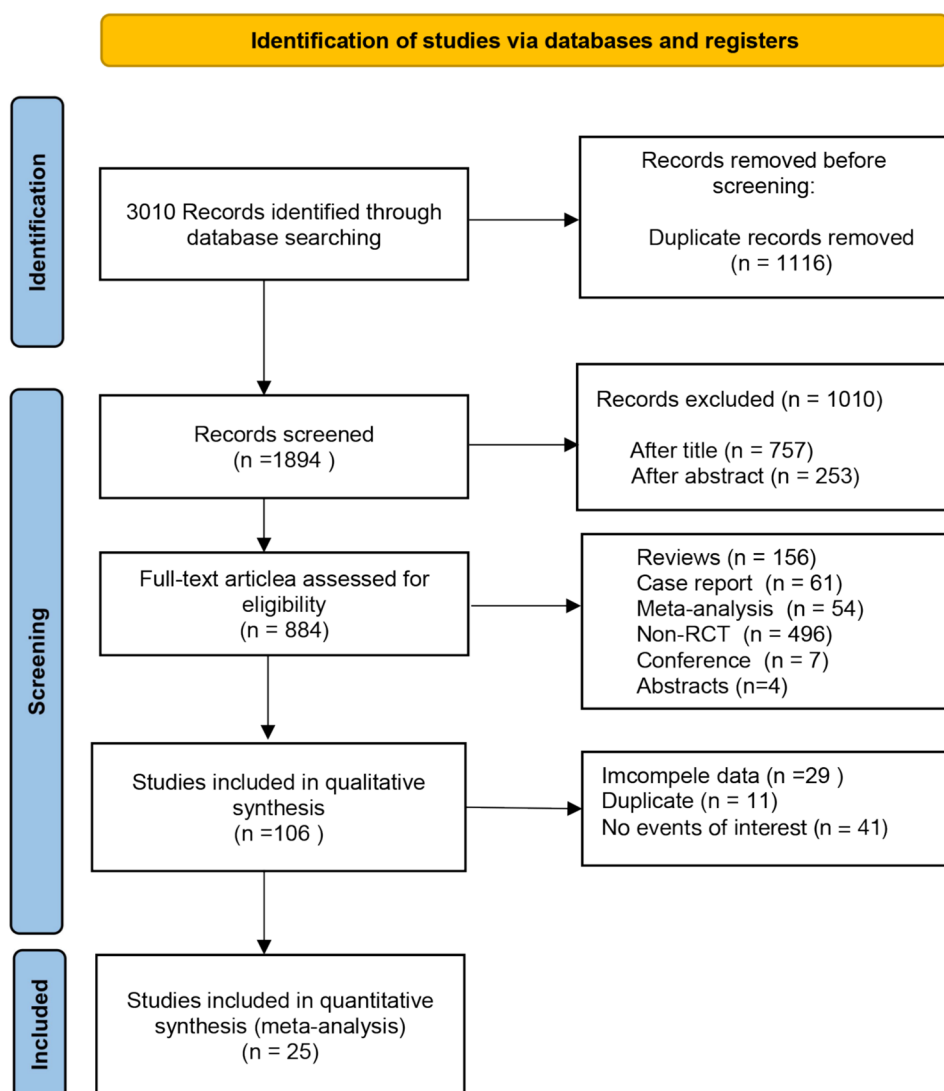 Identification of studies via databases and registers
Identification
3010 Records identified through
database searching
Records removed before
screening:
Duplicate records removed
(n = 1116)
Screening
Records screened
(n =1894 )
Records excluded (n = 1010)
After title (n = 757)
After abstract (n = 253)
Full-text articlea assessed for
eligibility
(n = 884)
Reviews (n = 156)
Case report  (n = 61)
Meta-analysis  (n = 54)
Non-RCT  (n = 496)
Conference  (n = 7)
Abstracts (n=4)
Studies included in qualitative
synthesis
(n =106 )
Imcompele data (n =29 )
Duplicate (n = 11)
No events of interest (n = 41)
Included
Studies included in quantitative
synthesis (meta-analysis)
(n = 25)